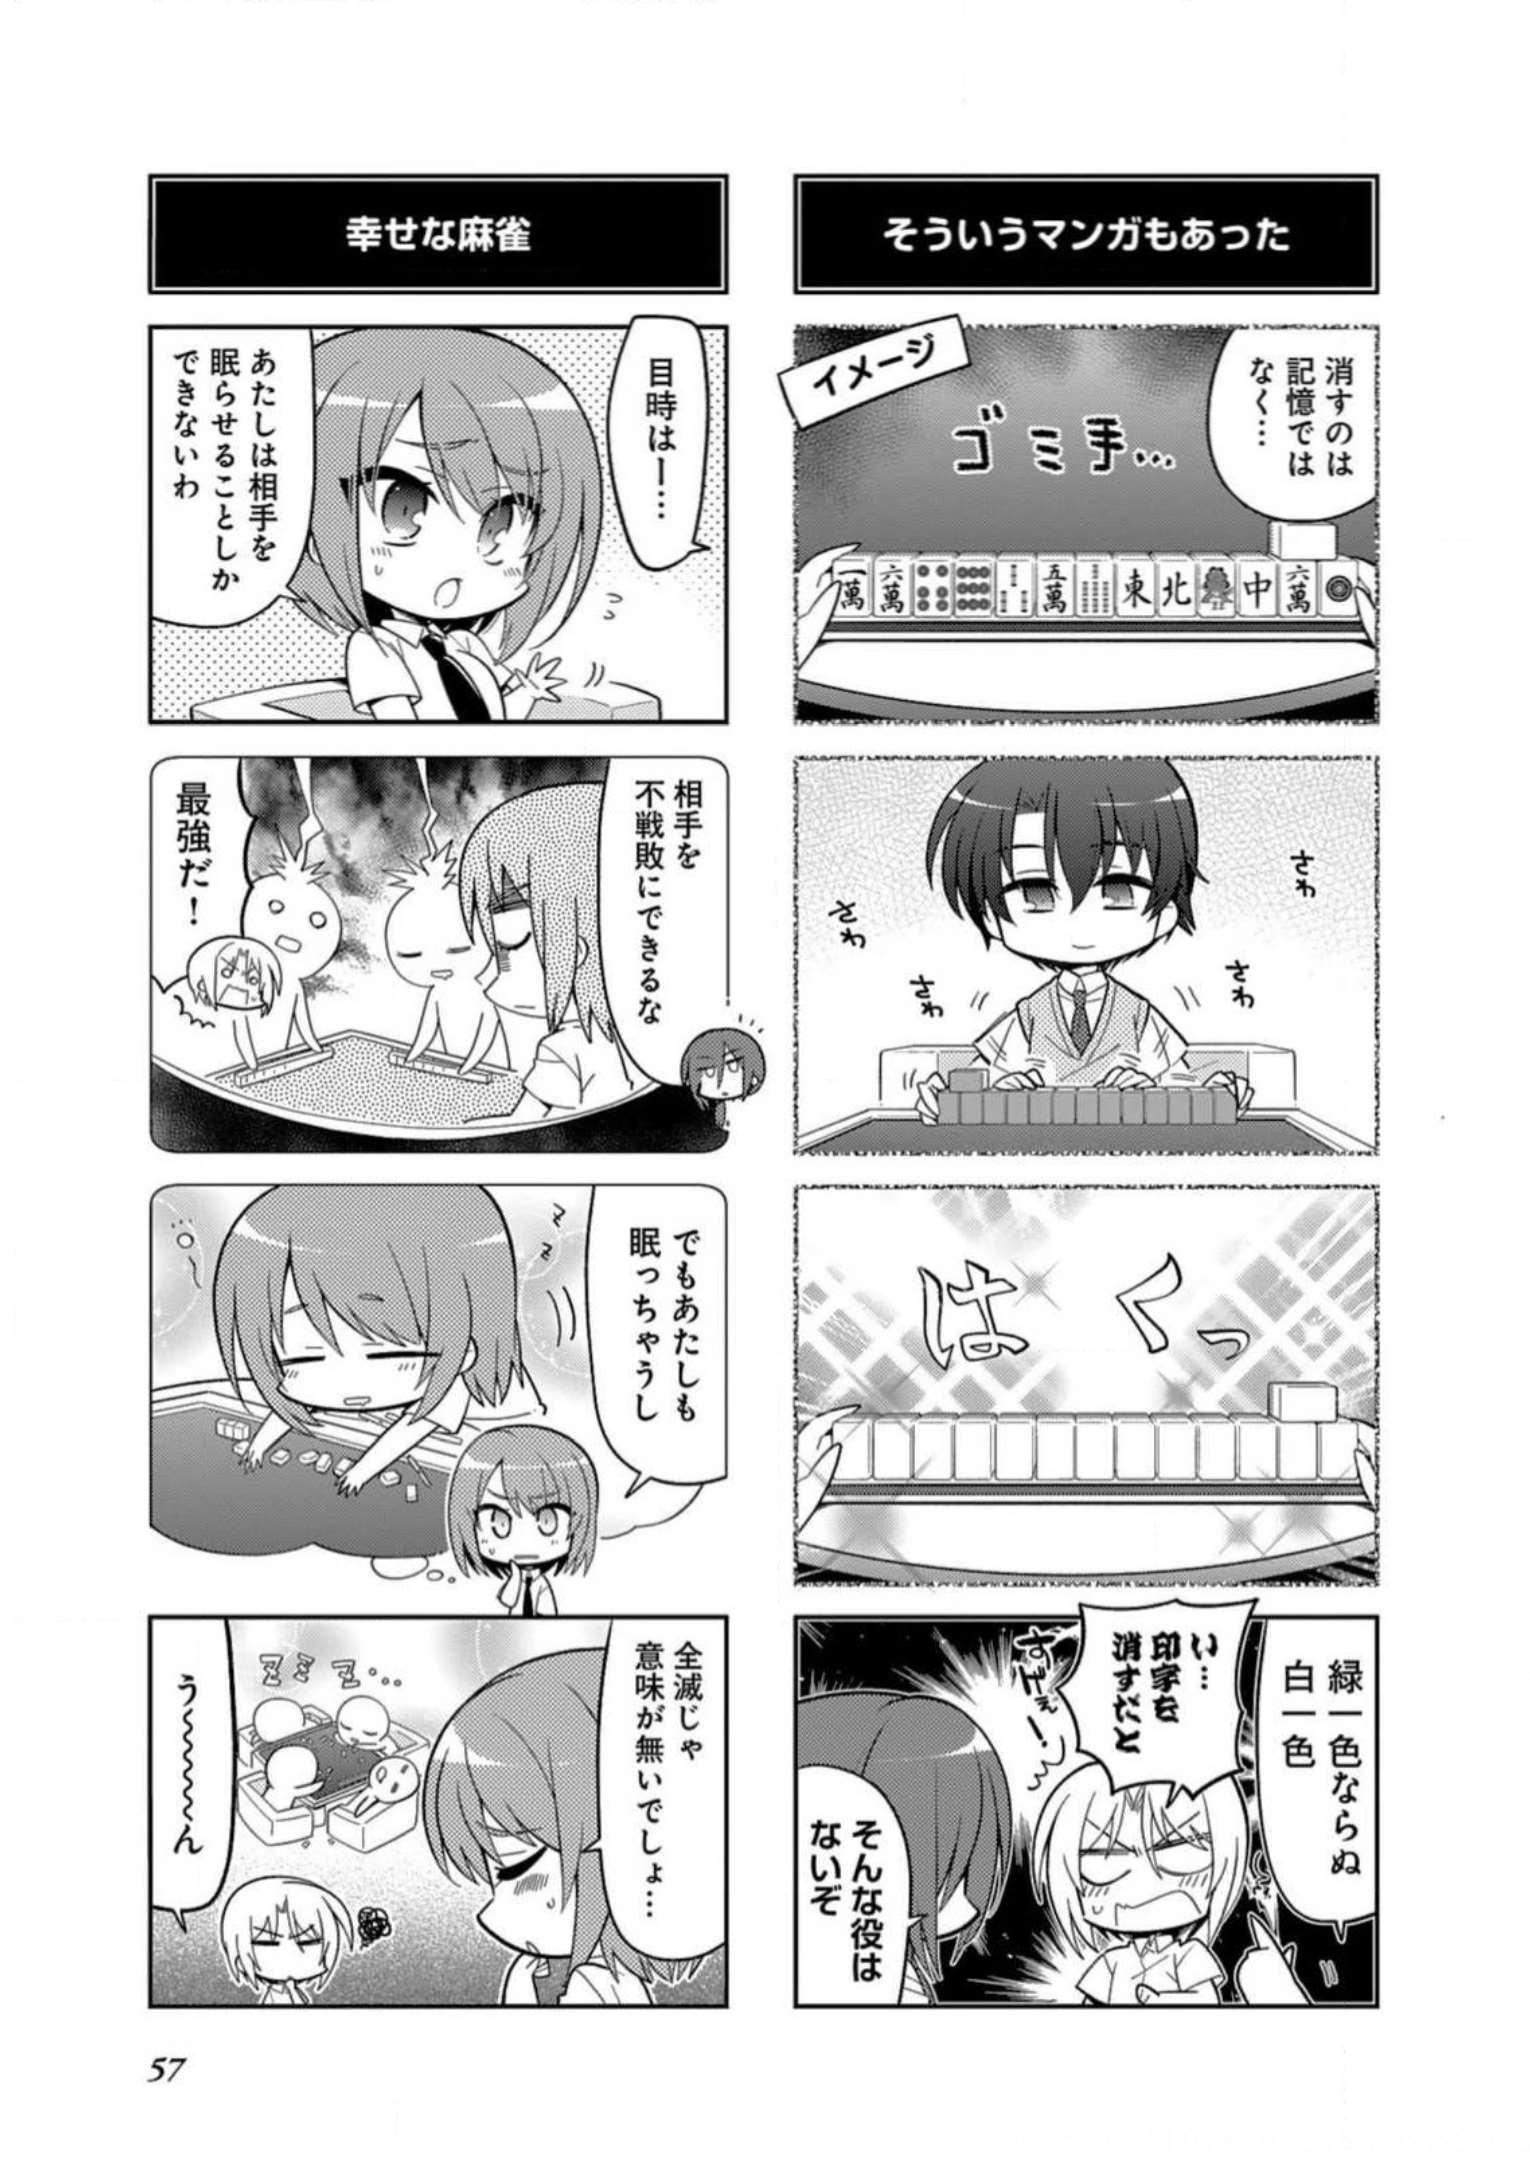 そういうマンガもあった
消すのは
記憶では
なく…
イメージ
ゴミ手…
一萬
六萬
五萬
東
北
中
六萬
さわ
さわ
さわ
さわ
はくっ
緑一色ならぬ
白一色
い…
印字を
消すだと
すげぇー!
そんな役は
ないぞ
幸せな麻雀
目時はー…
あたしは相手を
眠らせることしか
できないわ
相手を
不戦敗にできるな
最強だ!
でもあたしも
眠っちゃうし
全滅じゃ
意味が無いでしょ…
ZZZ…
う〜〜〜〜ん
57